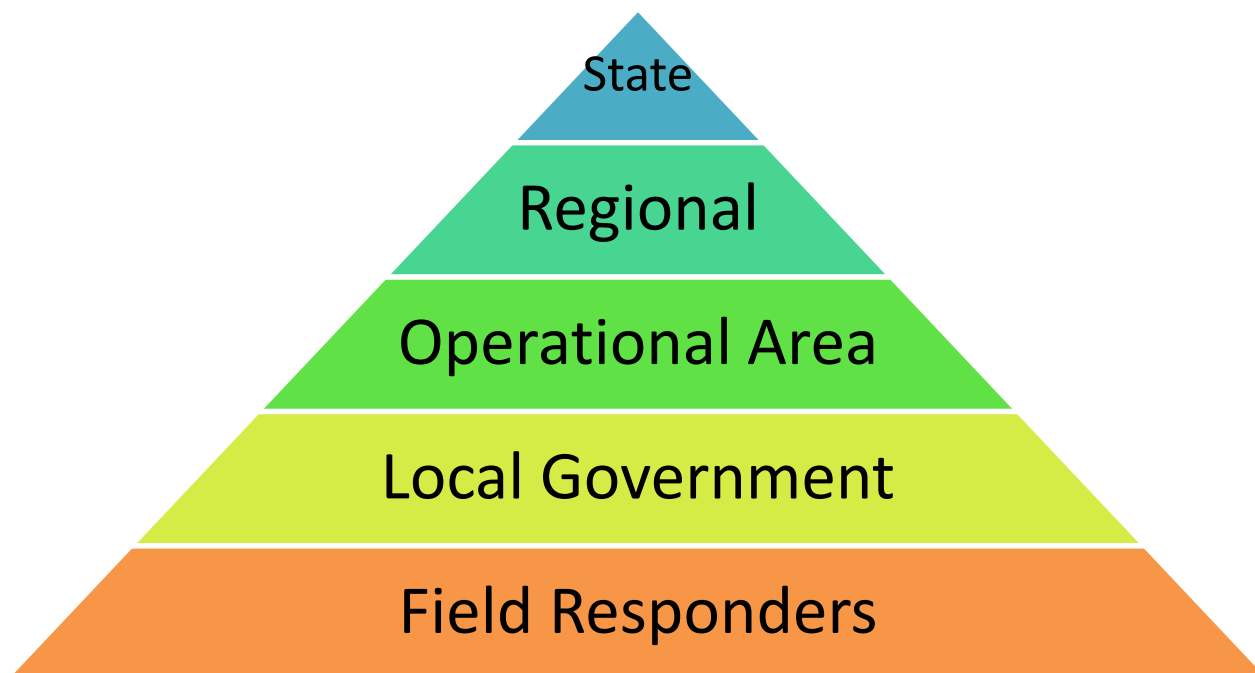 State
Regional
Operational Area
Local Government
Field Responders